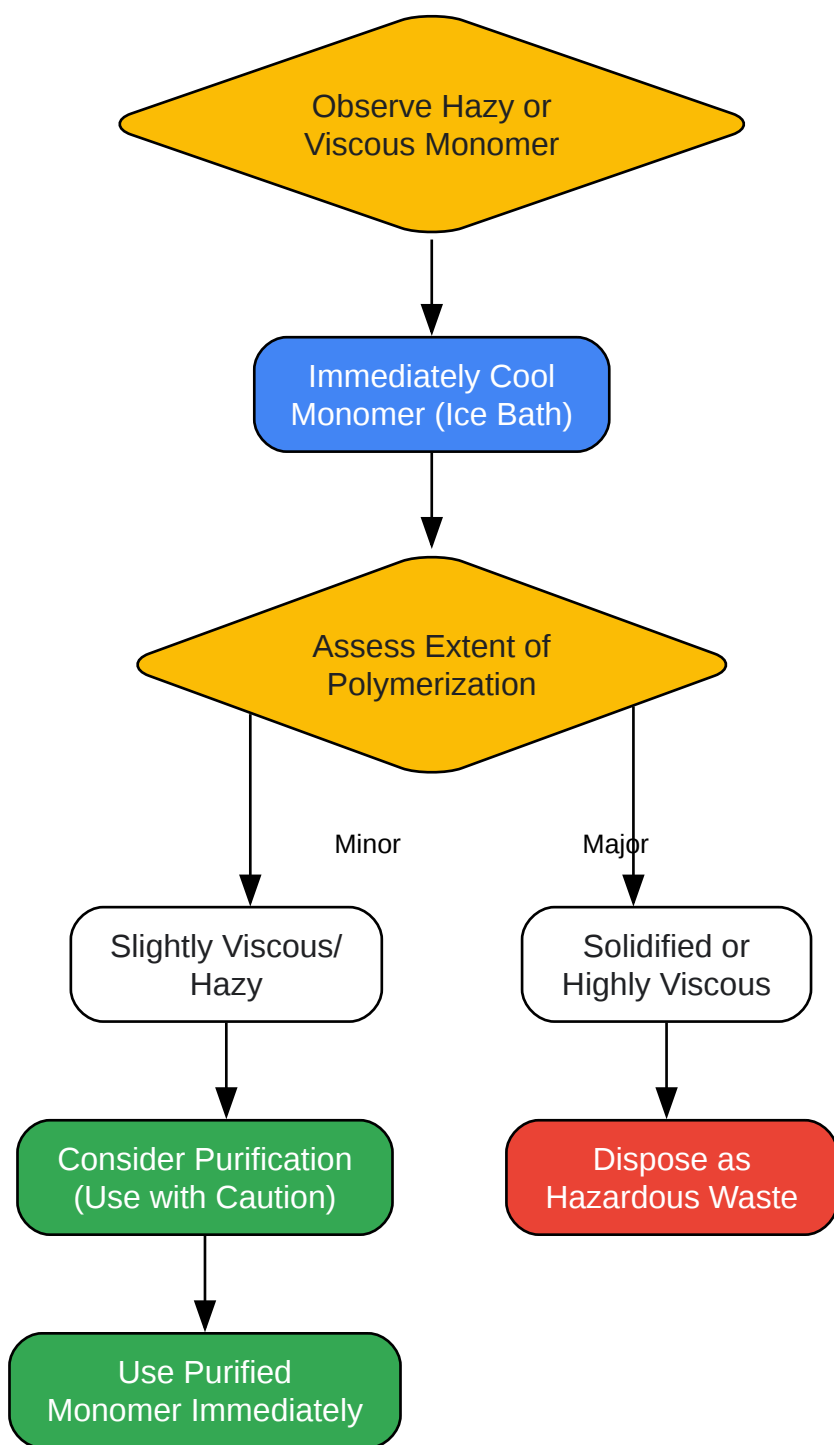 Observe Hazy or
Viscous Monomer
Immediately Cool
Monomer (Ice Bath)
Assess Extent of
Polymerization
Minor
Major
Slightly Viscous/
Hazy
Solidified or
Highly Viscous
Consider Purification
(Use with Caution)
Dispose as
Hazardous Waste
Use Purified
Monomer Immediately